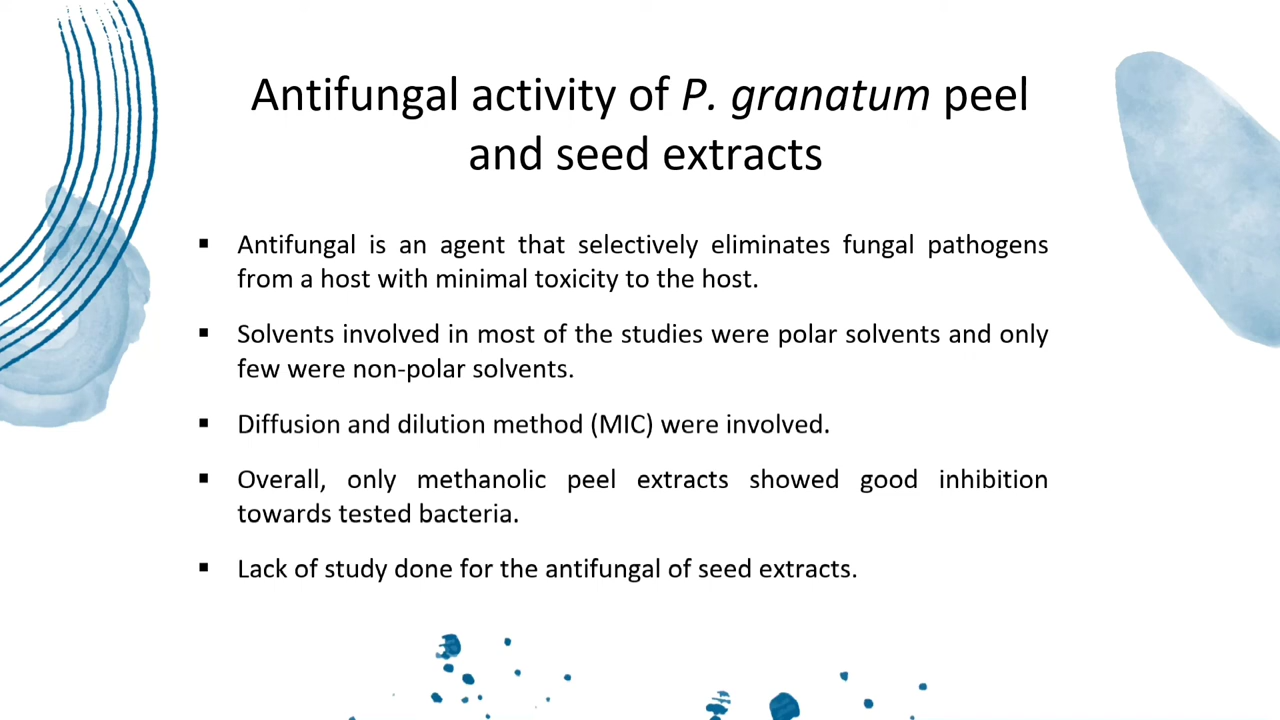 Antifungal activity of P. granatum peel
and seed extracts
▪ Antifungal is an agent that selectively eliminates fungal pathogens
from a host with minimal toxicity to the host.
▪ Solvents involved in most of the studies were polar solvents and only
few were non-polar solvents.
▪ Diffusion and dilution method (MIC) were involved.
▪ Overall, only methanolic peel extracts showed good inhibition
towards tested bacteria.
▪ Lack of study done for the antifungal of seed extracts.